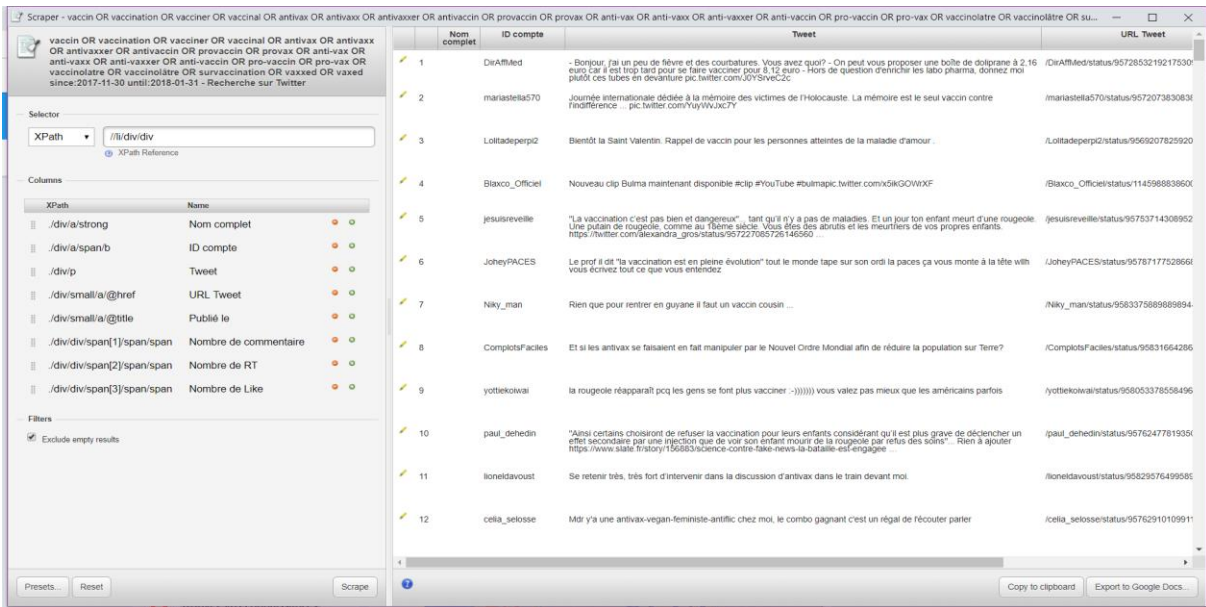 Scraper - vaccin OR vaccination OR vacciner OR vaccinal OR antivax OR antivaxx OR antivaxxer OR antivaccin OR provaccin OR provax OR anti-vax OR anti-vaxx OR anti-vaxxer OR anti-vaccin OR pro-vaccin OR pro-vax OR vaccinolatre OR vaccinolâtre OR su...
vaccin OR vaccination OR vacciner OR vaccinal OR antivax OR antivaxx
OR antivaxxer OR antivaccin OR provaccin OR provax OR anti-vax OR
anti-vaxx OR anti-vaxxer OR anti-vaccin OR pro-vaccin OR pro-vax OR
vaccinolatre OR vaccinolâtre OR survaccination OR vaxxed OR vaxed
since:2017-11-30 until:2018-01-31 - Recherche sur Twitter
Selector
XPath //li/div/div
XPath Reference
Columns
XPath Name
./div/a/strong Nom complet
./div/a/span/b ID compte
./div/p Tweet
./div/small/a/@href URL Tweet
./div/small/a/@title Publié le
./div/div/span[1]/span/span Nombre de commentaire
./div/div/span[2]/span/span Nombre de RT
./div/div/span[3]/span/span Nombre de Like
Filters
Exclude empty results
Presets... Reset Scrape
Nom complet ID compte Tweet URL Tweet
1 DirAffMed - Bonjour, j'ai un peu de fièvre et des courbatures. Vous avez quoi? - On peut vous proposer une boîte de doliprane à 2,16 /DirAffMed/status/9572853219217530
euro car il est trop tard pour se faire vacciner pour 8,12 euro - Hors de question d'enrichir les labo pharma, donnez moi
plutôt ces tubes en devanture pic.twitter.com/J0YSrveC2c
2 mariastella570 Journée internationale dédiée à la mémoire des victimes de l'Holocauste. La mémoire est le seul vaccin contre /mariastella570/status/957207383083
l'indifférence ... pic.twitter.com/YuyWvJxc7Y
3 Lolitadeperpi2 Bientôt la Saint Valentin. Rappel de vaccin pour les personnes atteintes de la maladie d'amour . /Lolitadeperpi2/status/9569207825920
4 Blaxco_Officiel Nouveau clip Bulma maintenant disponible #clip #YouTube #bulmapic.twitter.com/x5ikGOWrXF /Blaxco_Officiel/status/114598883860
5 jesuisreveille "La vaccination c'est pas bien et dangereux"... tant qu'il n'y a pas de maladies. Et un jour ton enfant meurt d'une rougeole. /jesuisreveille/status/95753714308952
Une putain de rougeole, comme au 18ème siècle. Vous êtes des abrutis et les meurtriers de vos propres enfants.
https://twitter.com/alexandra_gros/status/957227085726146560 ...
6 JoheyPACES Le prof il dit "la vaccination est en pleine évolution" tout le monde tape sur son ordi la paces ça vous monte à la tête wllh /JoheyPACES/status/9578717752866
vous écrivez tout ce que vous entendez
7 Niky_man Rien que pour rentrer en guyane il faut un vaccin cousin ... /Niky_man/status/9583375889889894
8 ComplotsFaciles Et si les antivax se faisaient en fait manipuler par le Nouvel Ordre Mondial afin de réduire la population sur Terre? /ComplotsFaciles/status/95831664286
9 yottiekoiwai la rougeole réapparaît pcq les gens se font plus vacciner :-))))))) vous valez pas mieux que les américains parfois /yottiekoiwai/status/958053378558496
10 paul_dehedin "Ainsi certains choisiront de refuser la vaccination pour leurs enfants considérant qu'il est plus grave de déclencher un /paul_dehedin/status/9576247781935
effet secondaire par une injection que de voir son enfant mourir de la rougeole par refus des soins"... Rien à ajouter
https://www.slate.fr/story/156883/science-contre-fake-news-la-bataille-est-engagee ...
11 lioneldavoust Se retenir très, très fort d'intervenir dans la discussion d'antivax dans le train devant moi. /lioneldavoust/status/95829576499589
12 celia_selosse Mdr y'a une antivax-vegan-feministe-antiflic chez moi, le combo gagnant c'est un régal de l'écouter parler /celia_selosse/status/95762910109911
Copy to clipboard Export to Google Docs...